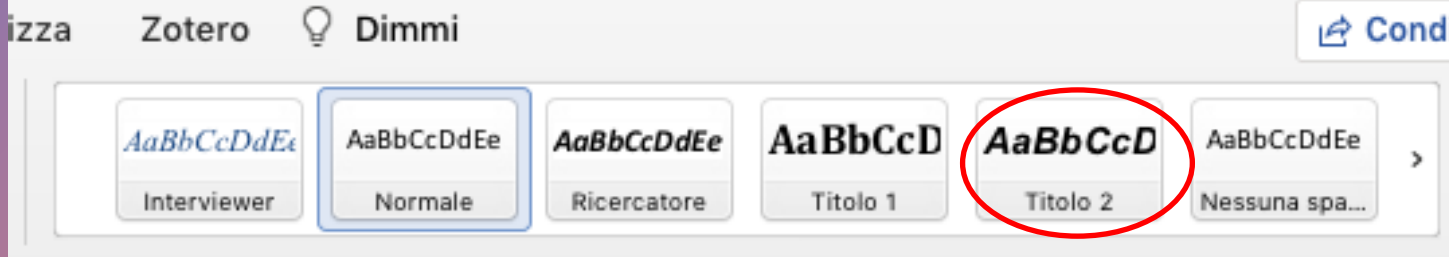 izza Zotero Dimmi Cond
AaBbCcDdEe AaBbCcDdEe AaBbCcDdEe AaBbCcD AaBbCcD AaBbCcDdEe
Interviewer Normale Ricercatore Titolo 1 Titolo 2 Nessuna spa...